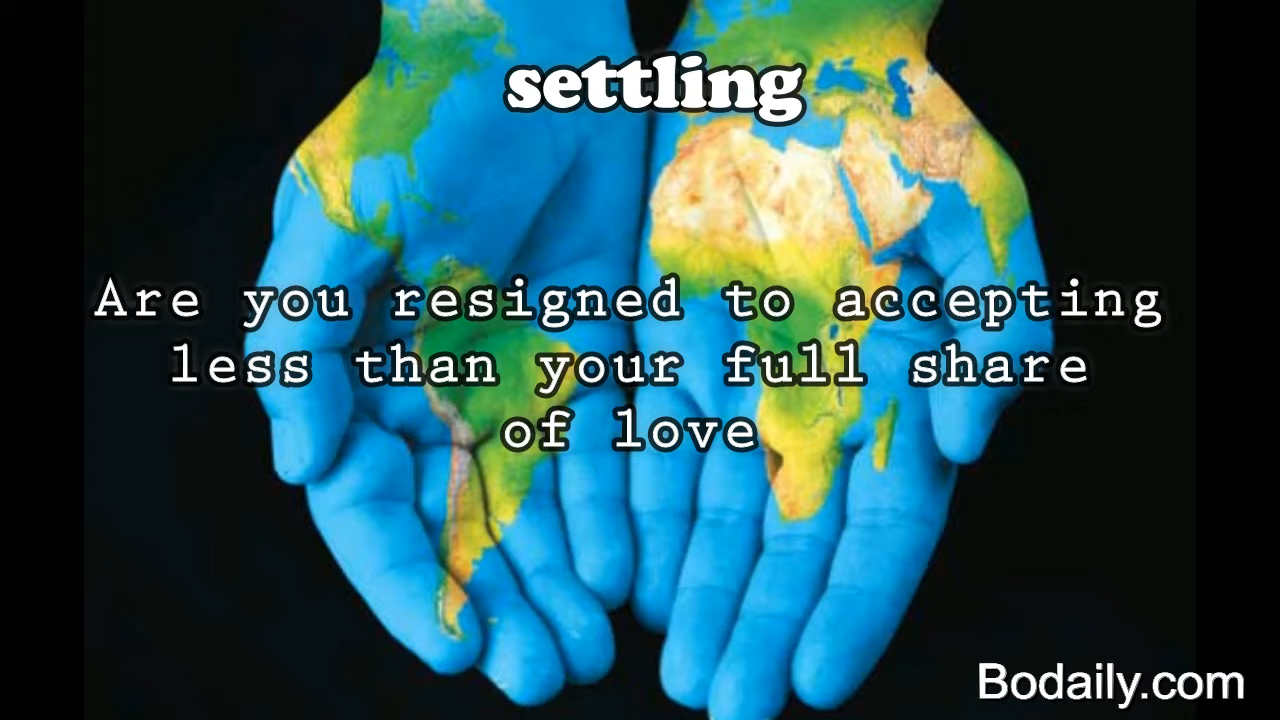 settling
Are you resigned to accepting
less than your full share
of love
Bodaily.com